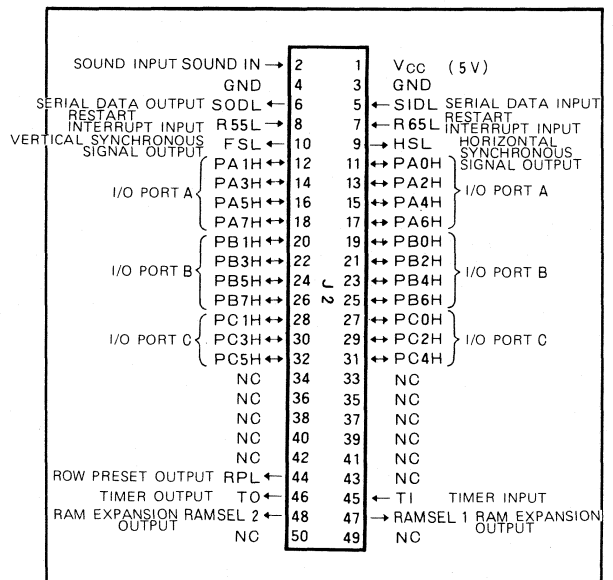 SOUND INPUT SOUND IN → 2 1 VCC (5V)
GND 4 3 GND
SERIAL DATA OUTPUT SODL ← 6 5 ← SIDL SERIAL DATA INPUT
RESTART INTERRUPT INPUT R55L → 8 7 ← R65L RESTART INTERRUPT INPUT
VERTICAL SYNCHRONOUS SIGNAL OUTPUT FSL ← 10 9 → HSL HORIZONTAL SYNCHRONOUS SIGNAL OUTPUT
PA1H ↔ 12 11 ↔ PA0H
PA3H ↔ 14 13 ↔ PA2H
I/O PORT A I/O PORT A
PA5H ↔ 16 15 ↔ PA4H
PA7H ↔ 18 17 ↔ PA6H
PB1H ↔ 20 19 ↔ PB0H
PB3H ↔ 22 21 ↔ PB2H
I/O PORT B I/O PORT B
PB5H ↔ 24 23 ↔ PB4H
J2
PB7H ↔ 26 25 ↔ PB6H
PC1H ↔ 28 27 ↔ PC0H
I/O PORT C PC3H ↔ 30 29 ↔ PC2H I/O PORT C
PC5H ↔ 32 31 ↔ PC4H
NC 34 33 NC
NC 36 35 NC
NC 38 37 NC
NC 40 39 NC
NC 42 41 NC
ROW PRESET OUTPUT RPL ← 44 43 NC
TIMER OUTPUT TO ← 46 45 ← TI TIMER INPUT
RAM EXPANSION OUTPUT RAMSEL 2 ← 48 47 → RAMSEL 1 RAM EXPANSION OUTPUT
NC 50 49 NC